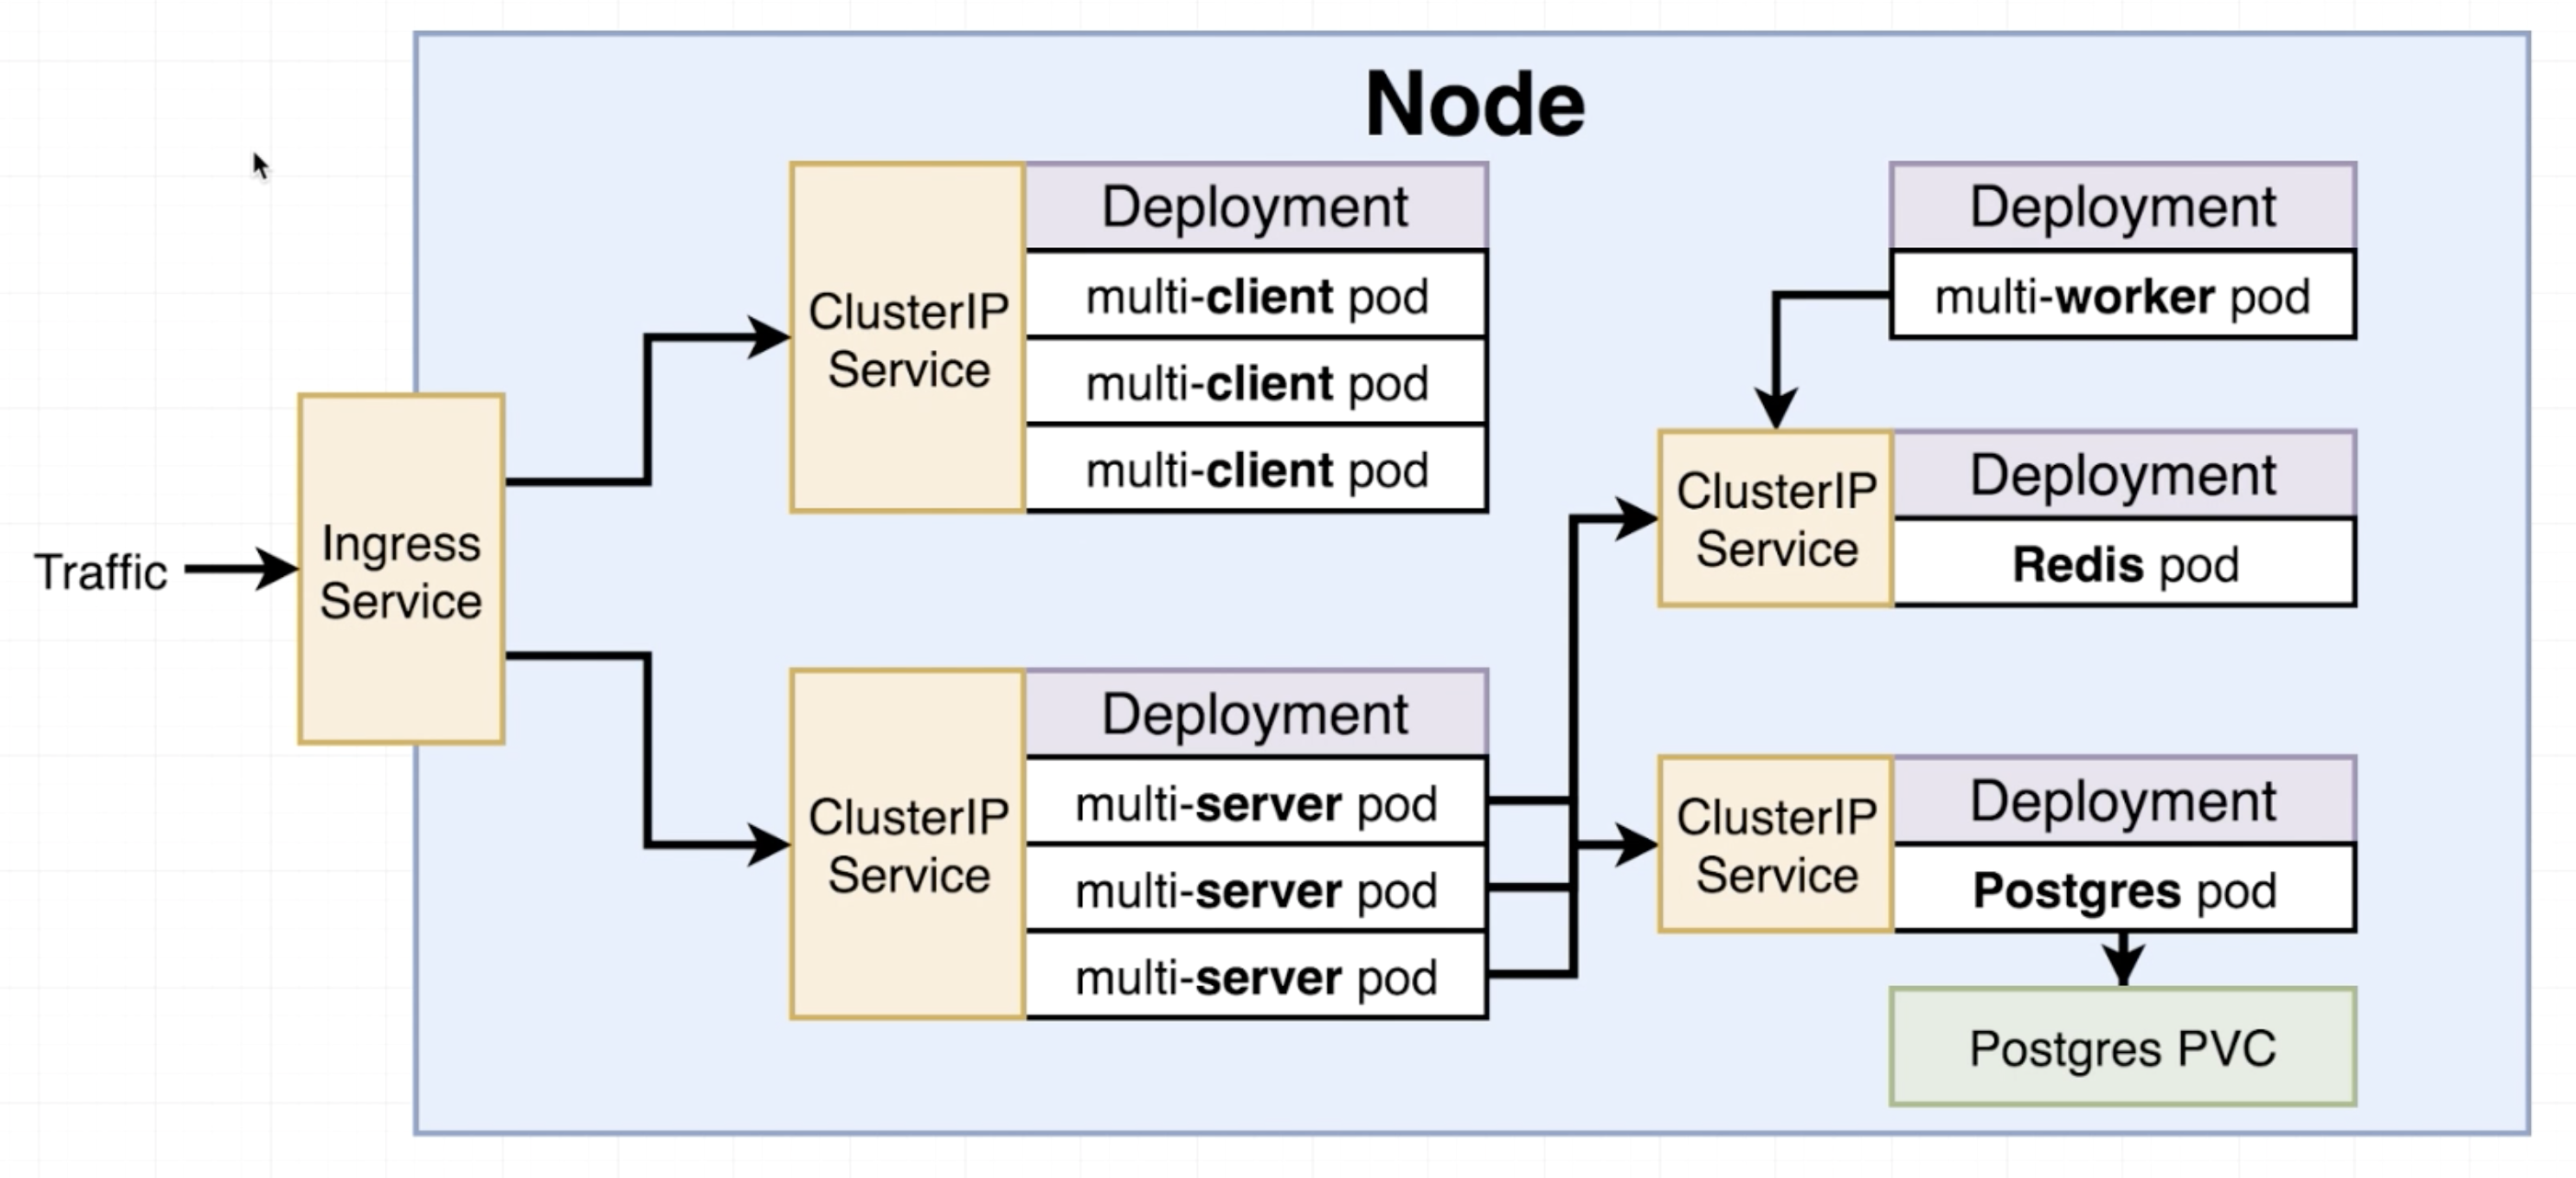 Node
Traffic
Ingress
Service
ClusterIP
Service
Deployment
multi-client pod
multi-client pod
multi-client pod
ClusterIP
Service
Deployment
multi-server pod
multi-server pod
multi-server pod
Deployment
multi-worker pod
ClusterIP
Service
Deployment
Redis pod
ClusterIP
Service
Deployment
Postgres pod
Postgres PVC